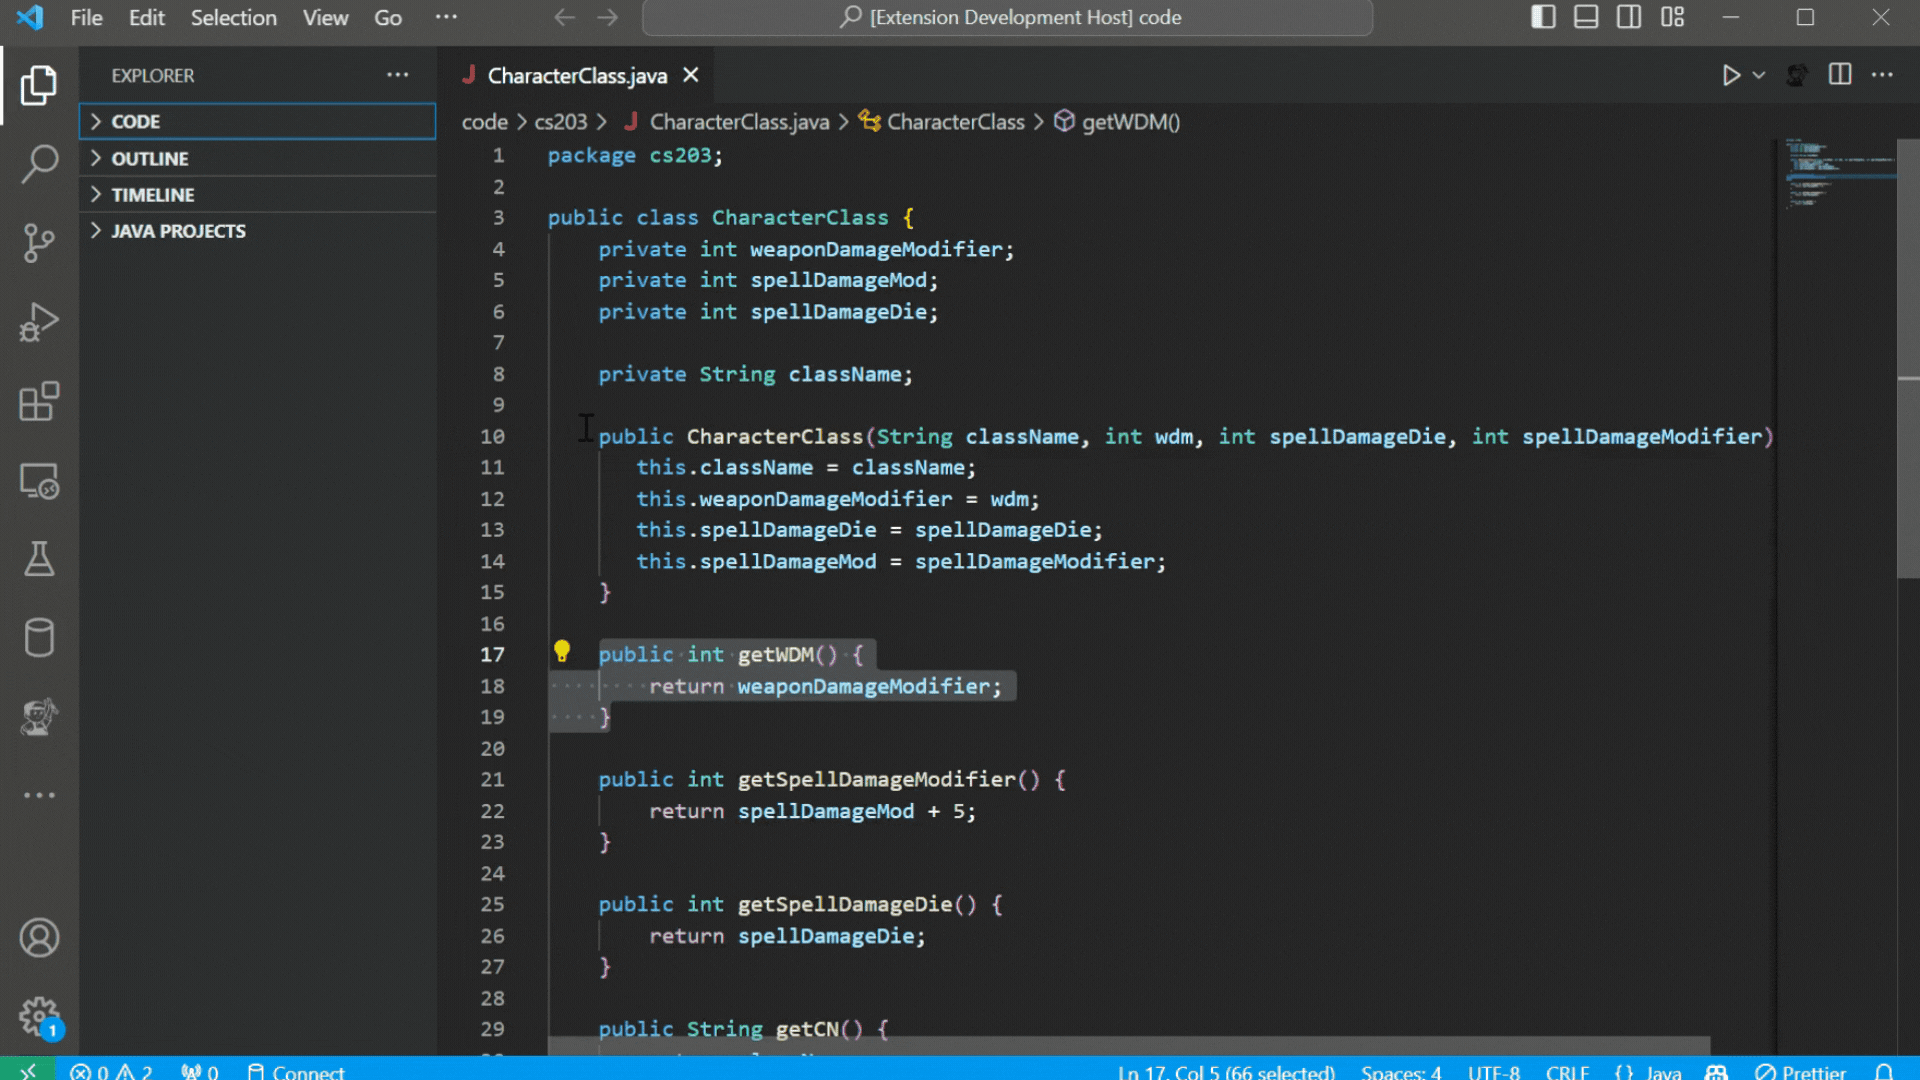 File Edit Selection View Go ··· [Extension Development Host] code
EXPLORER ···
CODE
OUTLINE
TIMELINE
JAVA PROJECTS
1
J CharacterClass.java
code > cs203 > J CharacterClass.java > CharacterClass > getWDM()
1 package cs203;
2
3 public class CharacterClass {
4 private int weaponDamageModifier;
5 private int spellDamageMod;
6 private int spellDamageDie;
7
8 private String className;
9
10 public CharacterClass(String className, int wdm, int spellDamageDie, int spellDamageModifier)
11 this.className = className;
12 this.weaponDamageModifier = wdm;
13 this.spellDamageDie = spellDamageDie;
14 this.spellDamageMod = spellDamageModifier;
15 }
16
17 public int getWDM() {
18 return weaponDamageModifier;
19 }
20
21 public int getSpellDamageModifier() {
22 return spellDamageMod + 5;
23 }
24
25 public int getSpellDamageDie() {
26 return spellDamageDie;
27 }
28
29 public String getCN() {
0 2 0 Connect Ln 17, Col 5 (66 selected) Spaces: 4 UTF-8 CRLF {} Java Prettier